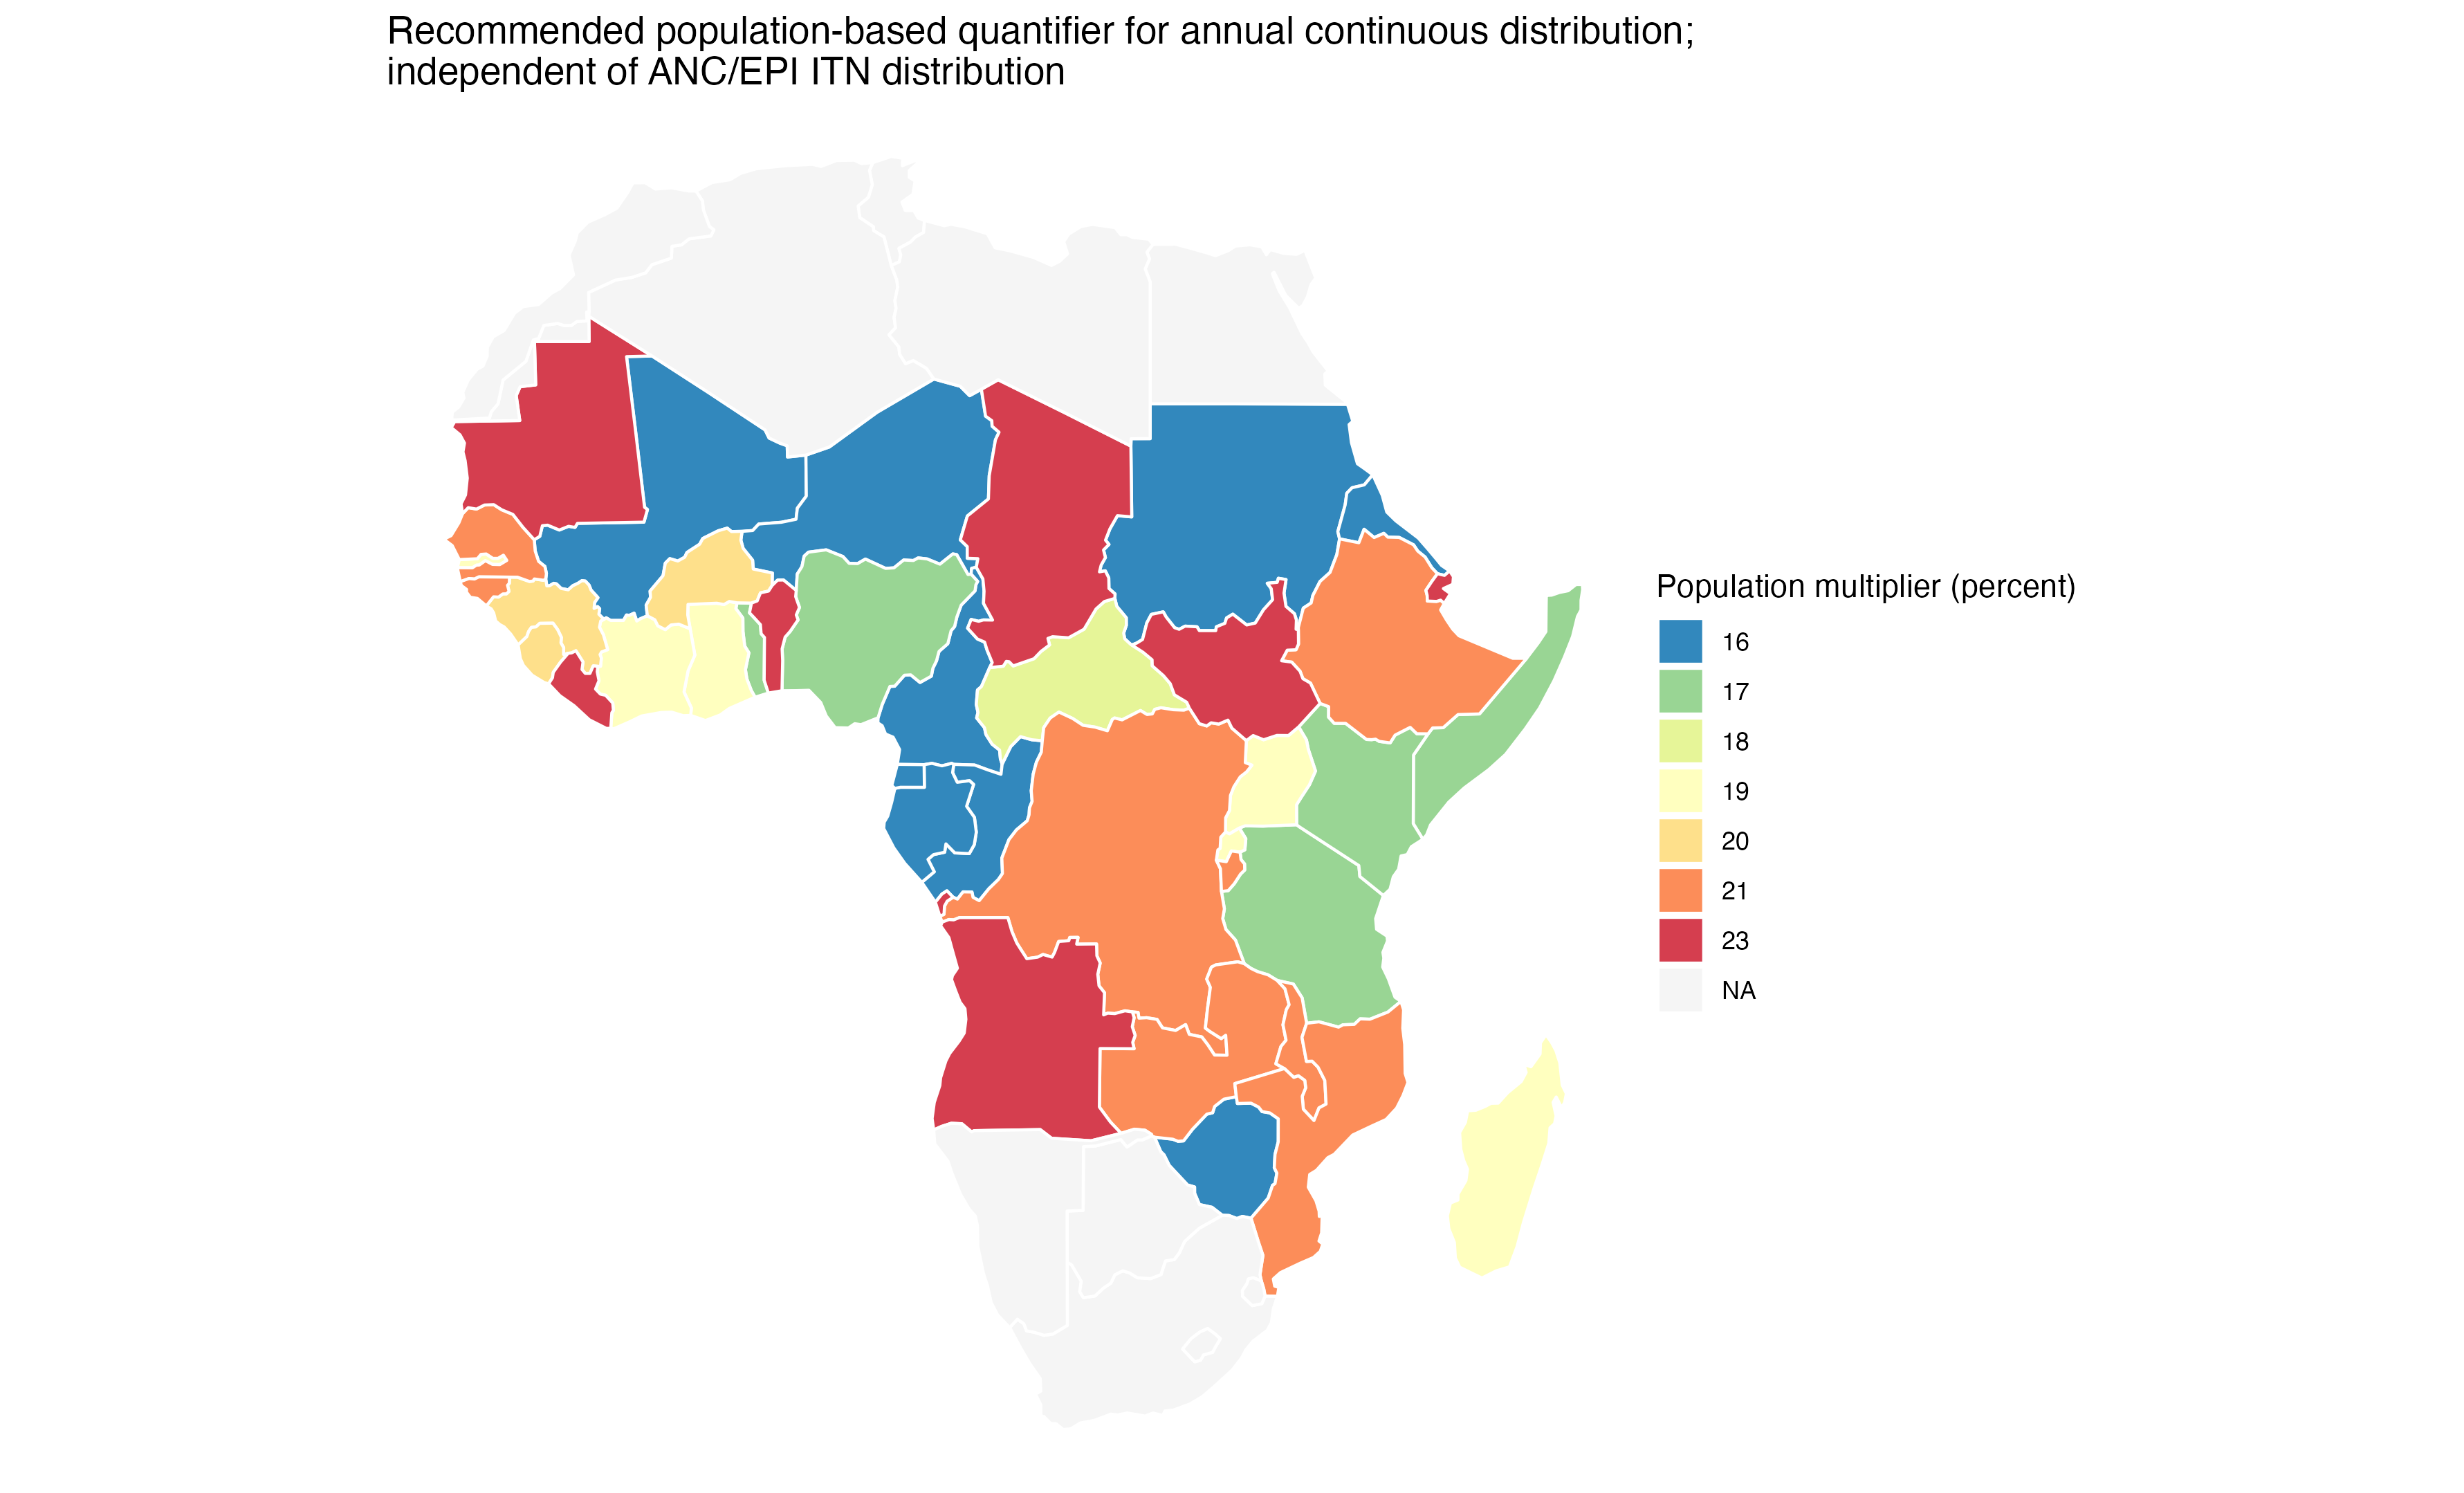 Recommended population-based quantifier for annual continuous distribution;
independent of ANC/EPI ITN distribution
Population multiplier (percent)
16
17
18
19
20
21
23
NA